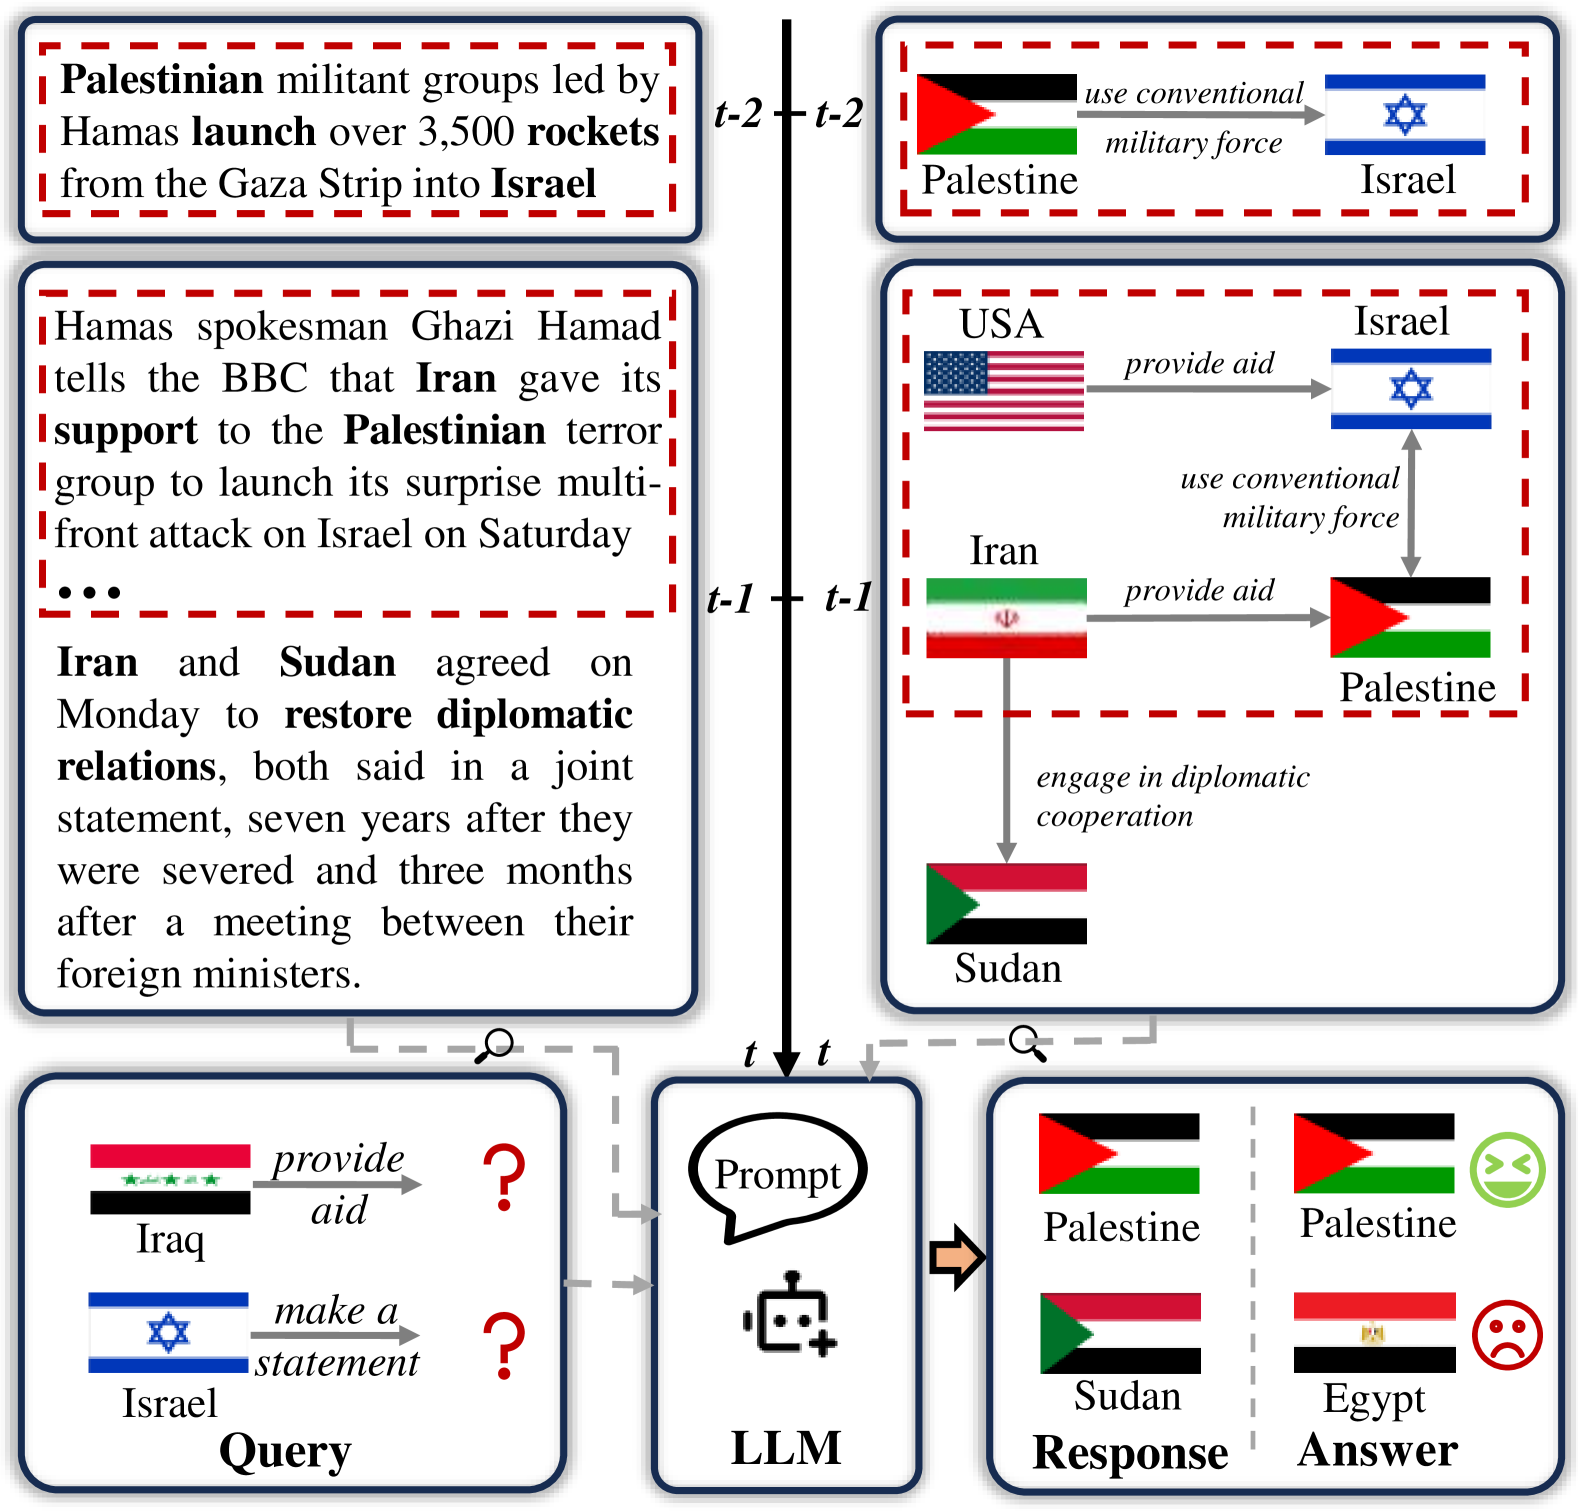 Palestinian militant groups led by
Hamas launch over 3,500 rockets
from the Gaza Strip into Israel
t-2
t-2
use conventional
military force
Palestine
Israel
Hamas spokesman Ghazi Hamad
tells the BBC that Iran gave its
support to the Palestinian terror
group to launch its surprise multi-
front attack on Israel on Saturday
...
Iran and Sudan agreed on
Monday to restore diplomatic
relations, both said in a joint
statement, seven years after they
were severed and three months
after a meeting between their
foreign ministers.
t-1
t-1
USA
Israel
provide aid
use conventional
military force
Iran
provide aid
Palestine
engage in diplomatic
cooperation
Sudan
t
t
provide
aid
?
Iraq
make a
statement
?
Israel
Query
Prompt
LLM
Palestine
Palestine
Sudan
Egypt
Response
Answer